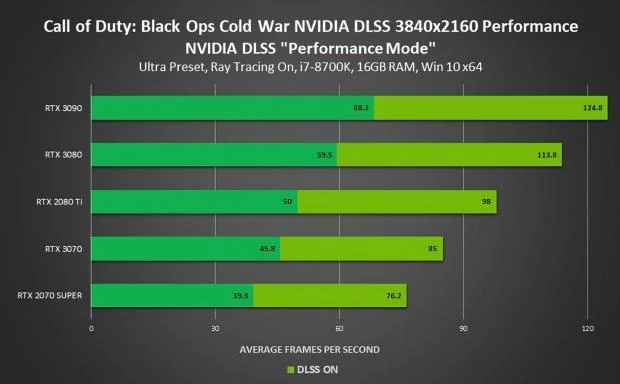 Call of Duty: Black Ops Cold War NVIDIA DLSS 3840x2160 Performance
NVIDIA DLSS "Performance Mode"
Ultra Preset, Ray Tracing On, i7-8700K, 16GB RAM, Win 10 x64
RTX 3090 68.3 124.8
RTX 3080 59.5 113.8
RTX 2080 Ti 50 98
RTX 3070 45.8 85
RTX 2070 SUPER 39.3 76.2
0 30 60 90 120
AVERAGE FRAMES PER SECOND
DLSS ON